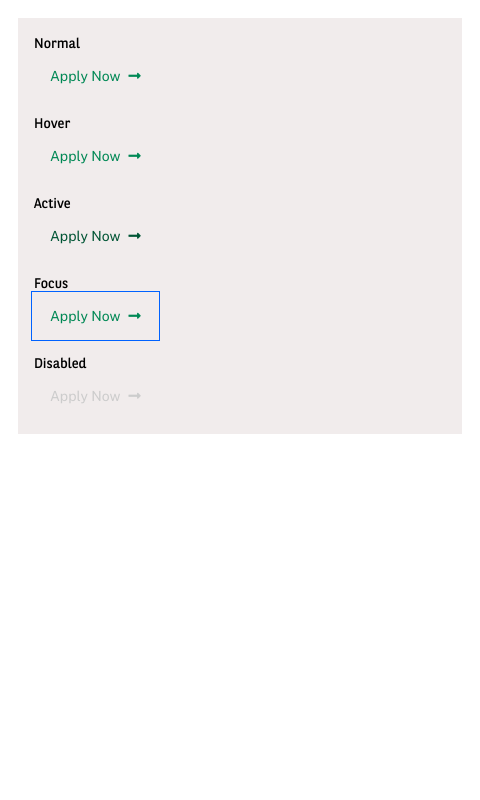 Normal
Apply Now →
Hover
Apply Now →
Active
Apply Now →
Focus
Apply Now →
Disabled
Apply Now →